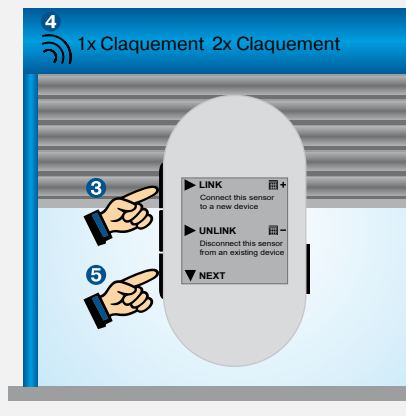 4
1x Claquement 2x Claquement
3
LINK +
Connect this sensor
to a new device
UNLINK −
Disconnect this sensor
from an existing device
5
NEXT